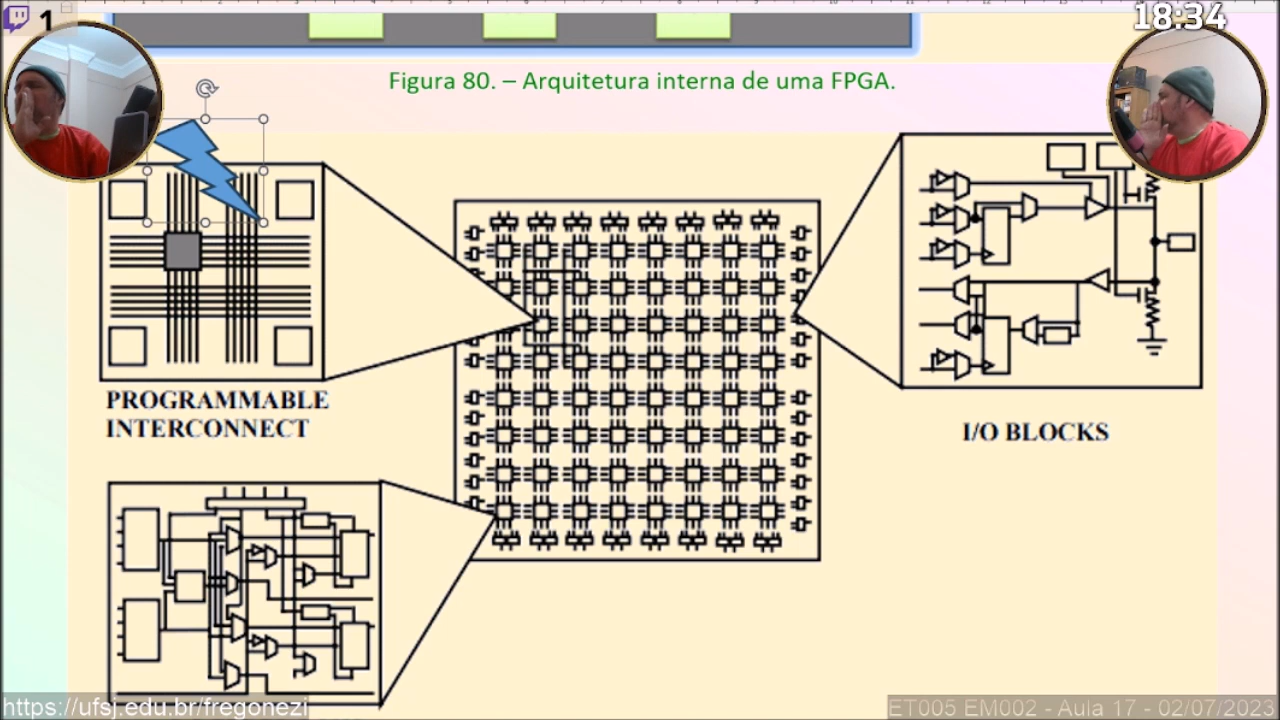 1
18:34
Figura 80. – Arquitetura interna de uma FPGA.
PROGRAMMABLE
INTERCONNECT
I/O BLOCKS
https://ufsj.edu.br/fregonezi
ET005 EM002 - Aula 17 - 02/07/2023